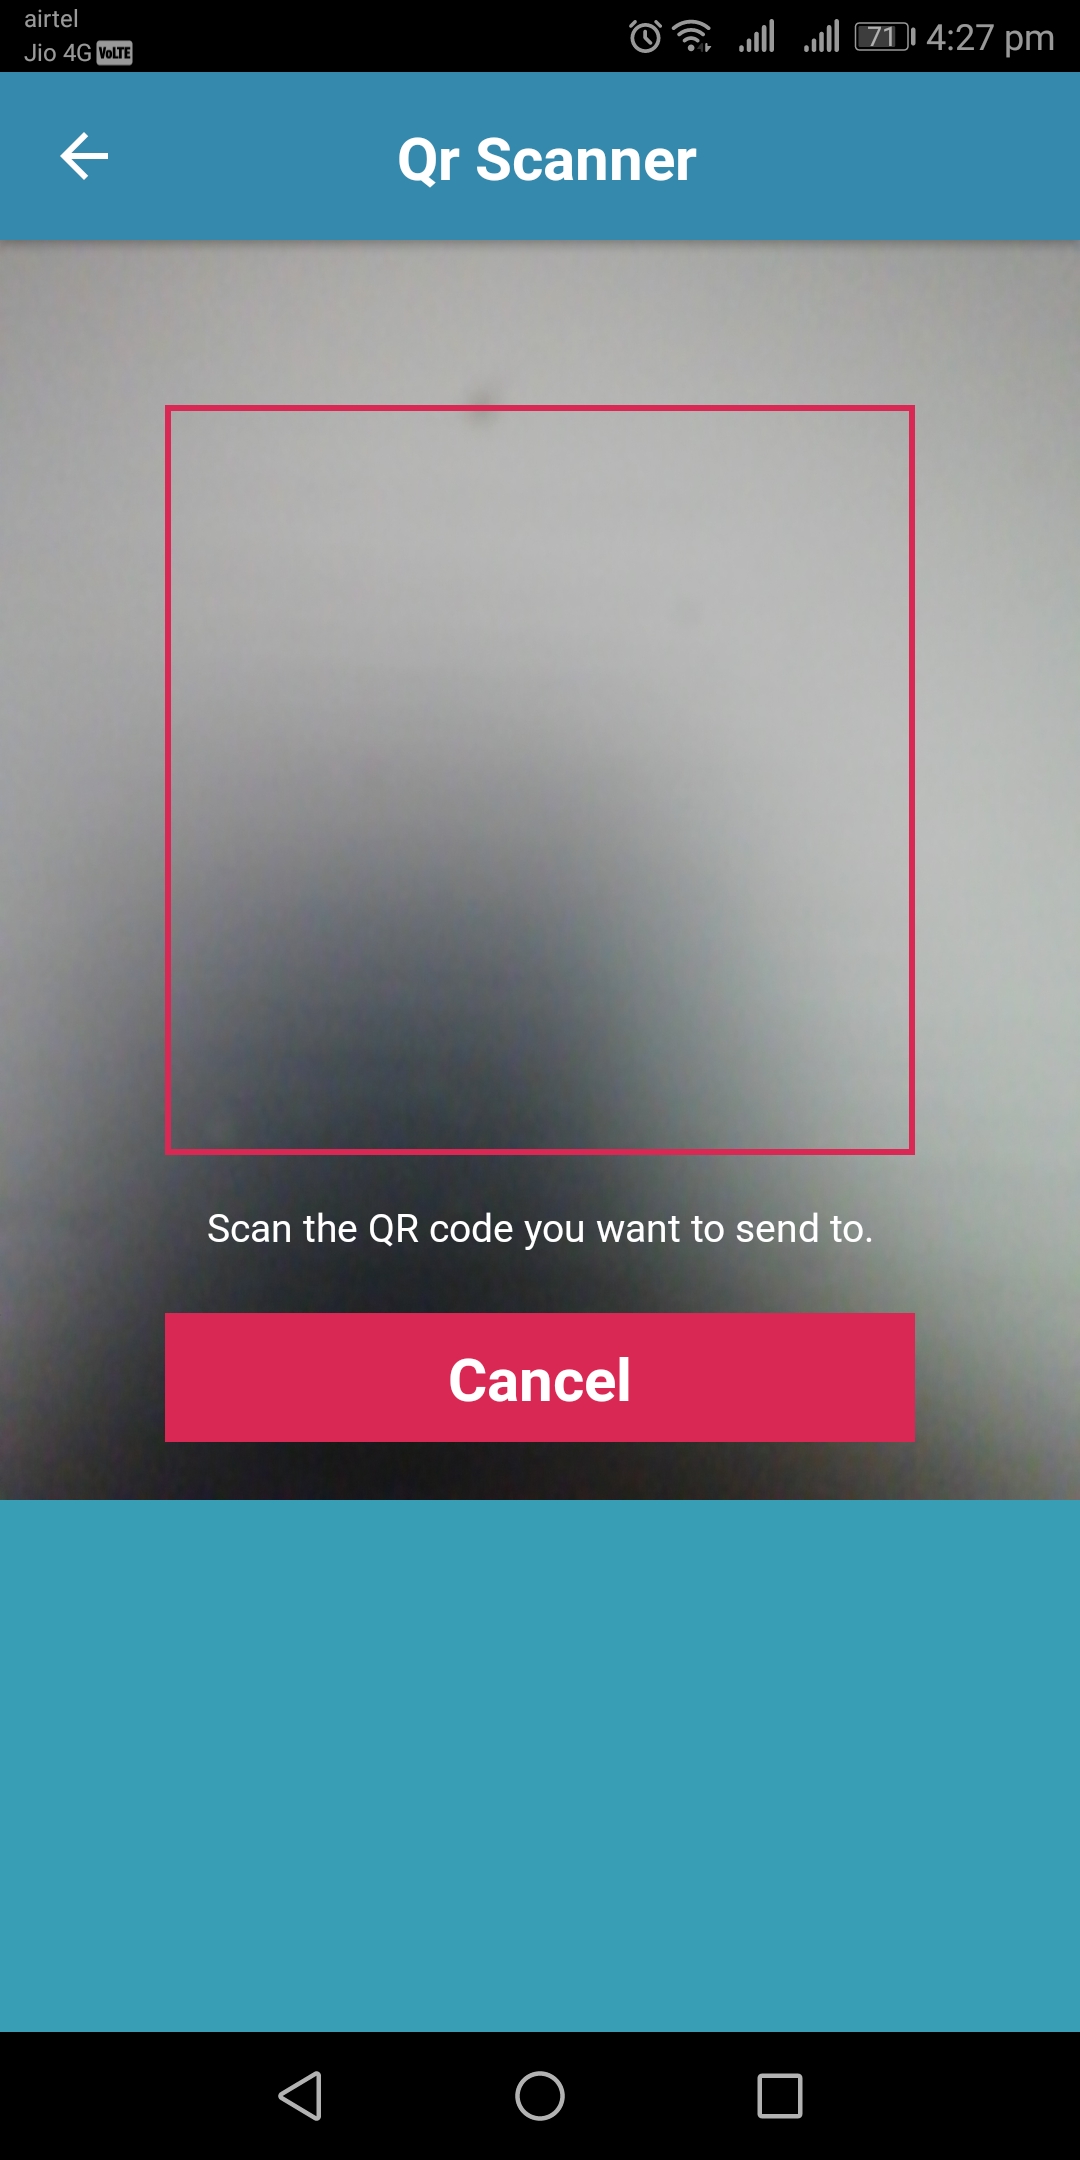 airtel
Jio 4G VoLTE
71 4:27 pm
Qr Scanner
Scan the QR code you want to send to.
Cancel